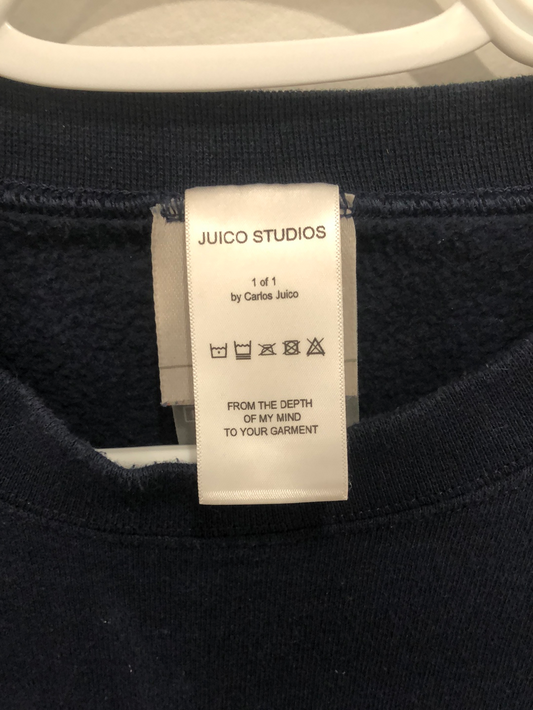 JUICO STUDIOS
1 of 1
by Carlos Juico
FROM THE DEPTH
OF MY MIND
TO YOUR GARMENT